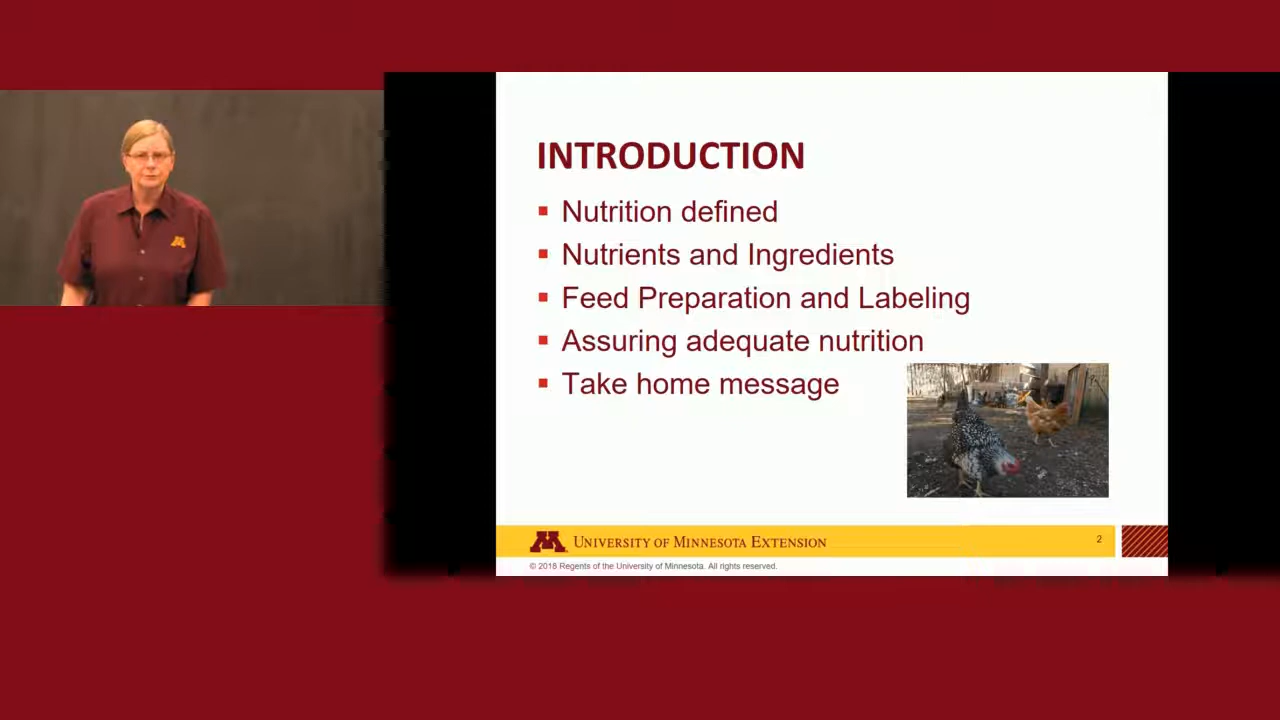 INTRODUCTION
Nutrition defined
Nutrients and Ingredients
Feed Preparation and Labeling
Assuring adequate nutrition
Take home message
M UNIVERSITY OF MINNESOTA EXTENSION
2
© 2018 Regents of the University of Minnesota. All rights reserved.
M